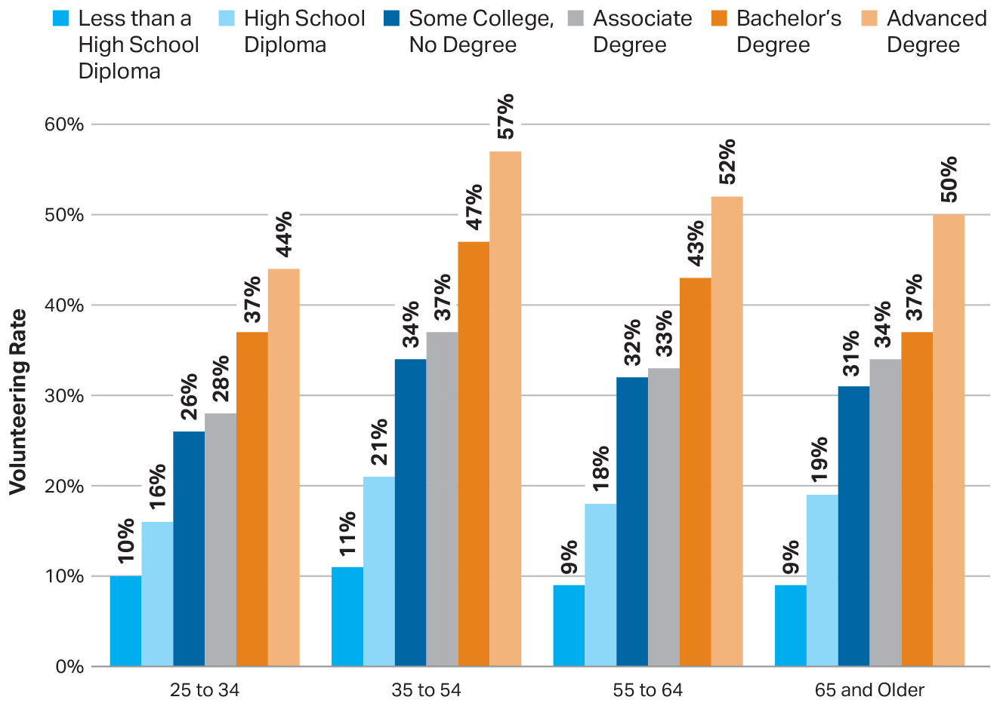 Less than a
High School
Diploma
High School
Diploma
Some College,
No Degree
Associate
Degree
Bachelor’s
Degree
Advanced
Degree
Volunteering Rate
60%
50%
40%
30%
20%
10%
0%
10%
16%
26%
28%
37%
44%
11%
21%
34%
37%
47%
57%
9%
18%
32%
33%
43%
52%
9%
19%
31%
34%
37%
50%
25 to 34
35 to 54
55 to 64
65 and Older